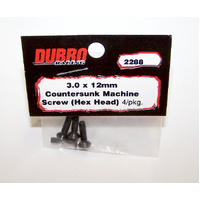 DUBRO
2288
3.0 x 12mm
Countersunk Machine
Screw (Hex Head) 4/pkg.